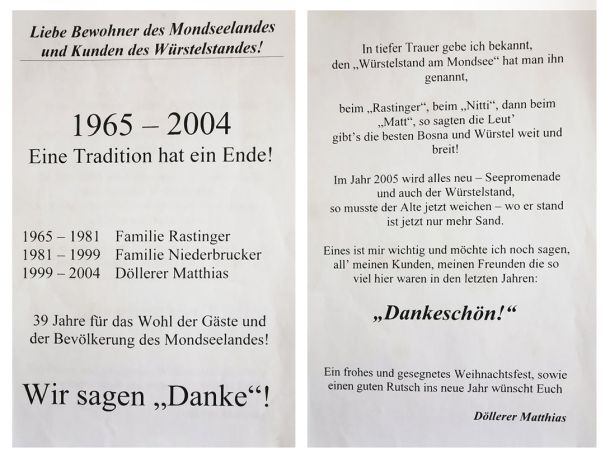 Liebe Bewohner des Mondseelandes
und Kunden des Würstelstandes!
1965 – 2004
Eine Tradition hat ein Ende!
1965 – 1981 Familie Rastinger
1981 – 1999 Familie Niederbrucker
1999 – 2004 Döllerer Matthias
39 Jahre für das Wohl der Gäste und
der Bevölkerung des Mondseelandes!
Wir sagen „Danke“!
In tiefer Trauer gebe ich bekannt,
den „Würstelstand am Mondsee“ hat man ihn
genannt,
beim „Rastinger“, beim „Nitti“, dann beim
„Matt“, so sagten die Leut’
gibt’s die besten Bosna und Würstel weit und
breit!
Im Jahr 2005 wird alles neu – Seepromenade
und auch der Würstelstand,
so musste der Alte jetzt weichen – wo er stand
ist jetzt nur mehr Sand.
Eines ist mir wichtig und möchte ich noch sagen,
all’ meinen Kunden, meinen Freunden die so
viel hier waren in den letzten Jahren:
„Dankeschön!“
Ein frohes und gesegnetes Weihnachtsfest, sowie
einen guten Rutsch ins neue Jahr wünscht Euch
Döllerer Matthias